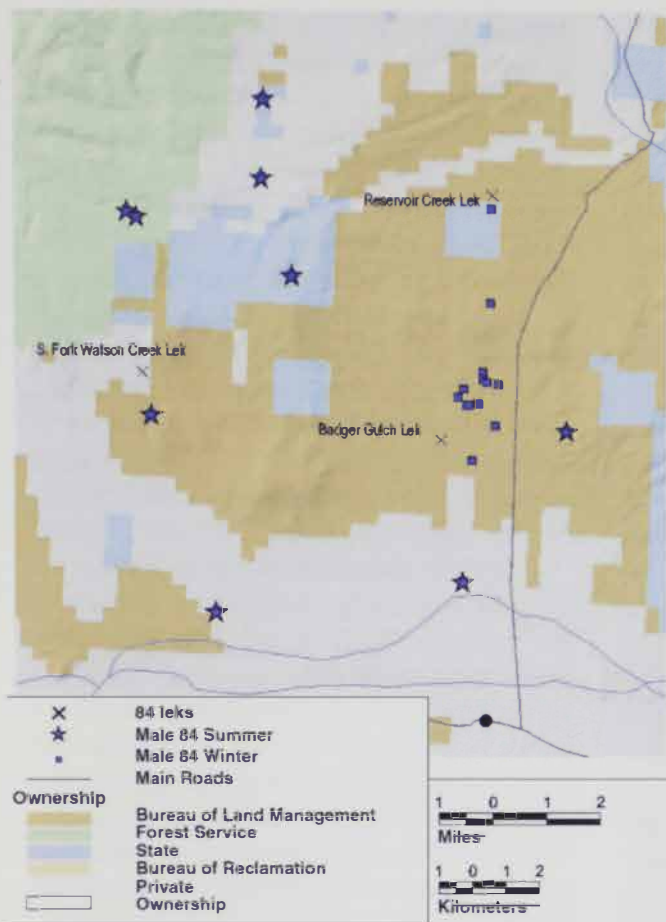 Reservoir Creek Lek
S. Fork Watson Creek Lek
Badger Gulch Lek
84 leks
Male 84 Summer
Male 84 Winter
Main Roads
Ownership
Bureau of Land Management
Forest Service
State
Bureau of Reclamation
Private
Ownership
1 0 1 2
Miles
1 0 1 2
Kilometers